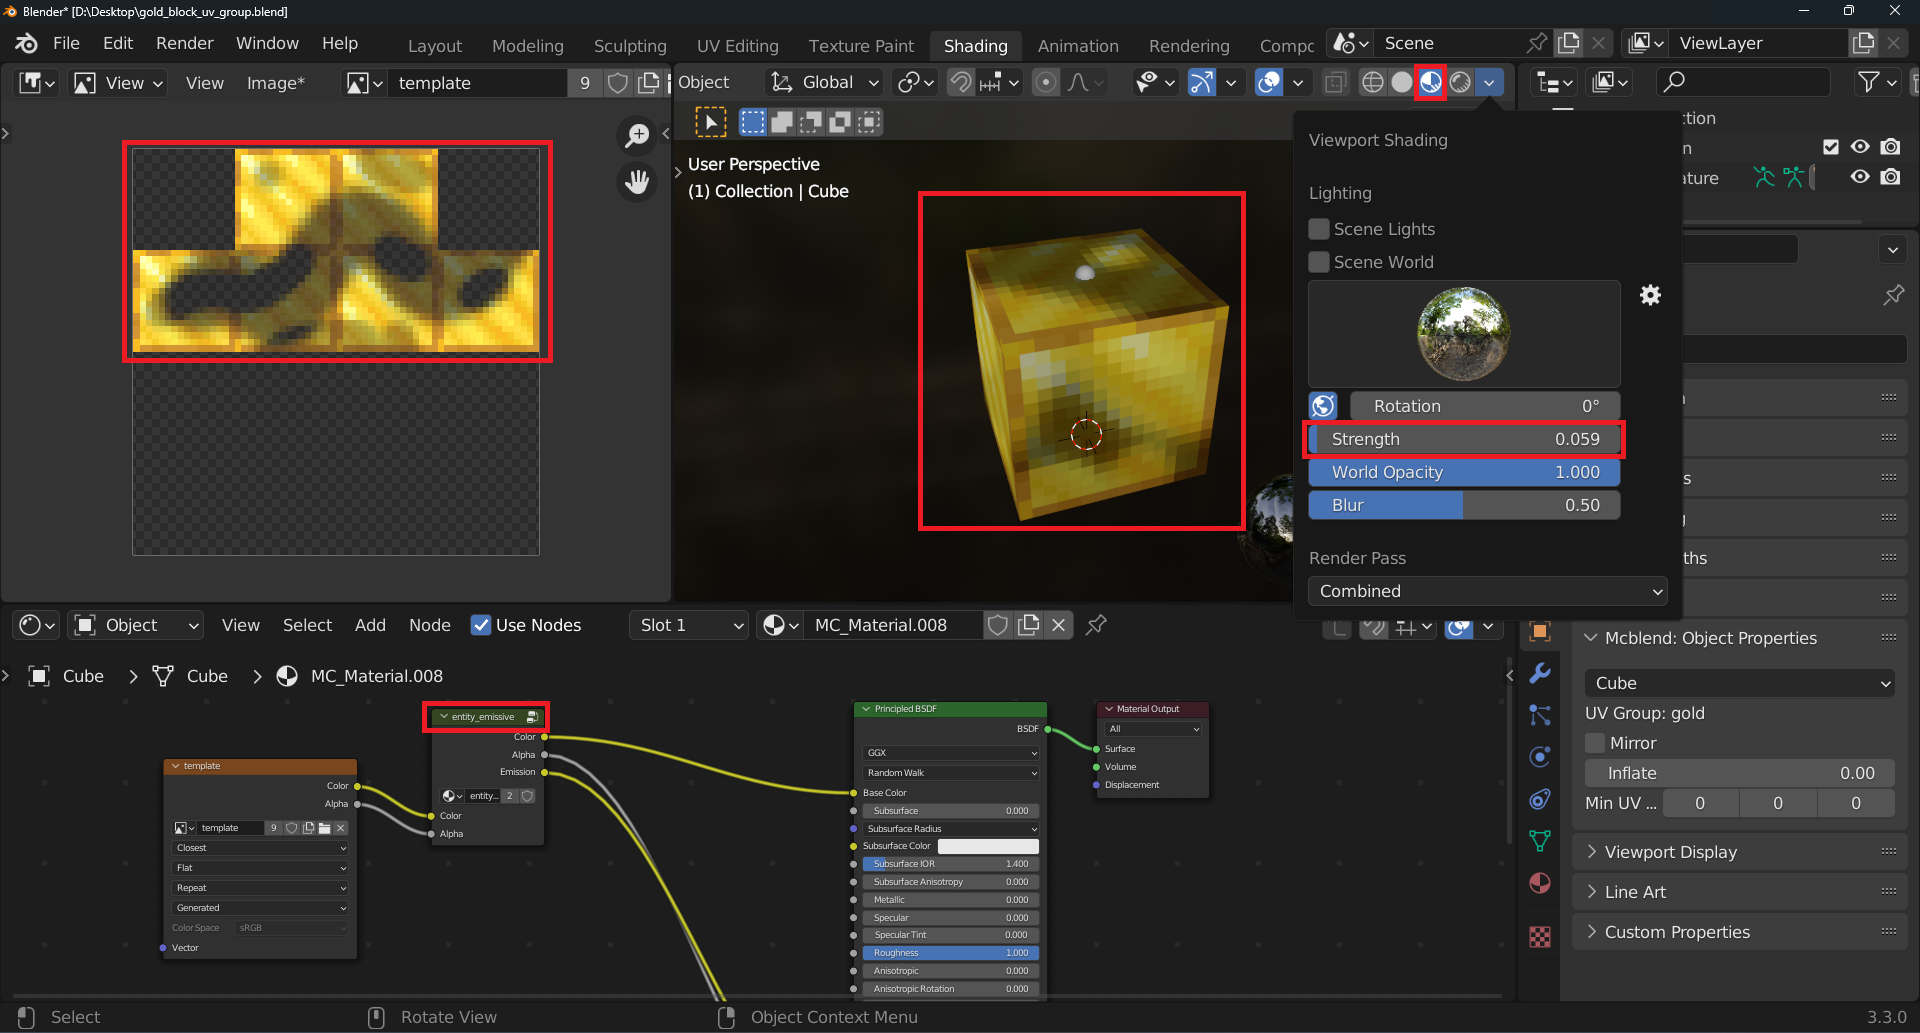 Blender* [D:\Desktop\gold_block_uv_group.blend]
File Edit Render Window Help Layout Modeling Sculpting UV Editing Texture Paint Shading Animation Rendering Compc Scene ViewLayer
View View Image* template 9
Object Global
User Perspective
(1) Collection | Cube
Viewport Shading
Lighting
Scene Lights
Scene World
Rotation 0°
Strength 0.059
World Opacity 1.000
Blur 0.50
Render Pass
Combined
ction
n
ature
s
ths
Object View Select Add Node Use Nodes Slot 1 MC_Material.008
Cube Cube MC_Material.008
template
Color
Alpha
template 9
Closest
Flat
Repeat
Generated
Color Space sRGB
Vector
entity_emissive
Color
Alpha
Emission
entity... 2
Color
Alpha
Principled BSDF
BSDF
GGX
Random Walk
Base Color
Subsurface 0.000
Subsurface Radius
Subsurface Color
Subsurface IOR 1.400
Subsurface Anisotropy 0.000
Metallic 0.000
Specular 0.000
Specular Tint 0.000
Roughness 1.000
Anisotropic 0.000
Anisotropic Rotation 0.000
Material Output
All
Surface
Volume
Displacement
Mcblend: Object Properties
Cube
UV Group: gold
Mirror
Inflate 0.00
Min UV ... 0 0 0
Viewport Display
Line Art
Custom Properties
Select Rotate View Object Context Menu 3.3.0